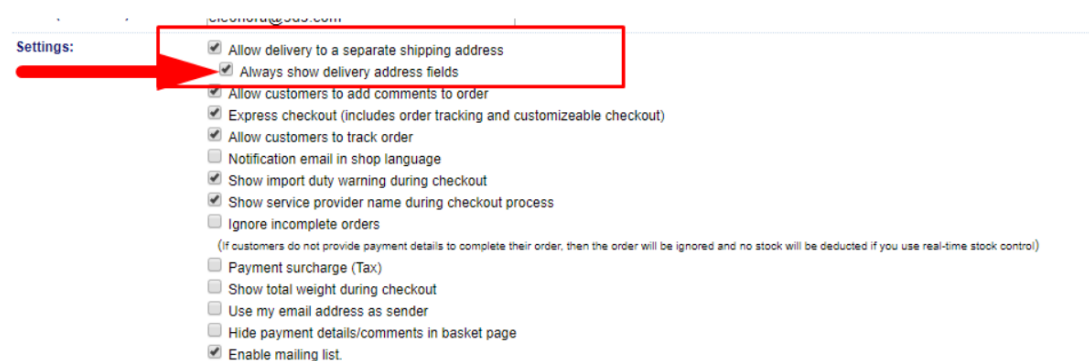 Settings:
Allow delivery to a separate shipping address
Always show delivery address fields
Allow customers to add comments to order
Express checkout (includes order tracking and customizeable checkout)
Allow customers to track order
Notification email in shop language
Show import duty warning during checkout
Show service provider name during checkout process
Ignore incomplete orders
(If customers do not provide payment details to complete their order, then the order will be ignored and no stock will be deducted if you use real-time stock control)
Payment surcharge (Tax)
Show total weight during checkout
Use my email address as sender
Hide payment details/comments in basket page
Enable mailing list.